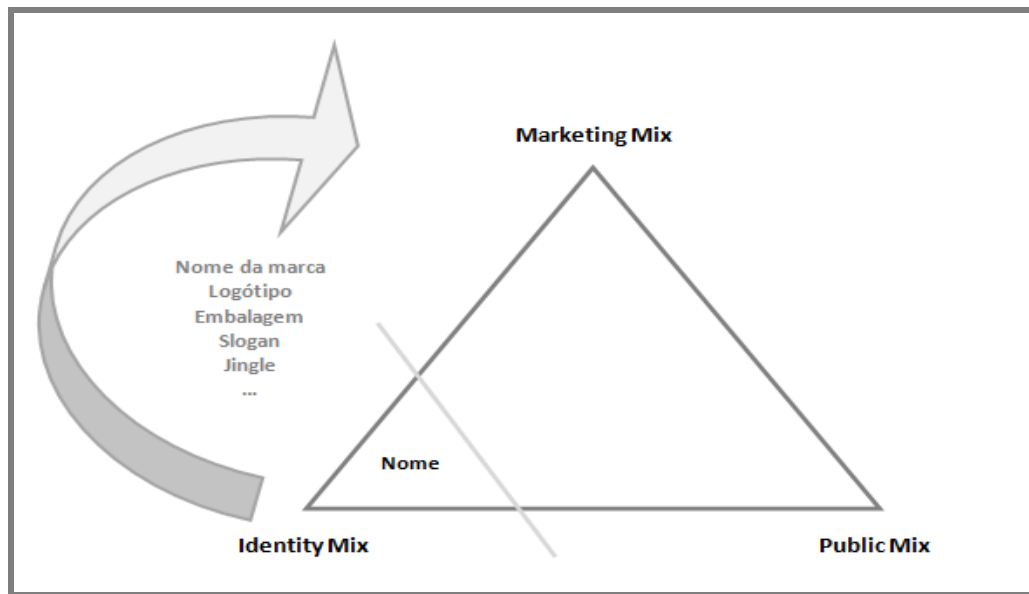 Marketing Mix
Nome da marca
Logótipo
Embalagem
Slogan
Jingle
...
Nome
Identity Mix
Public Mix